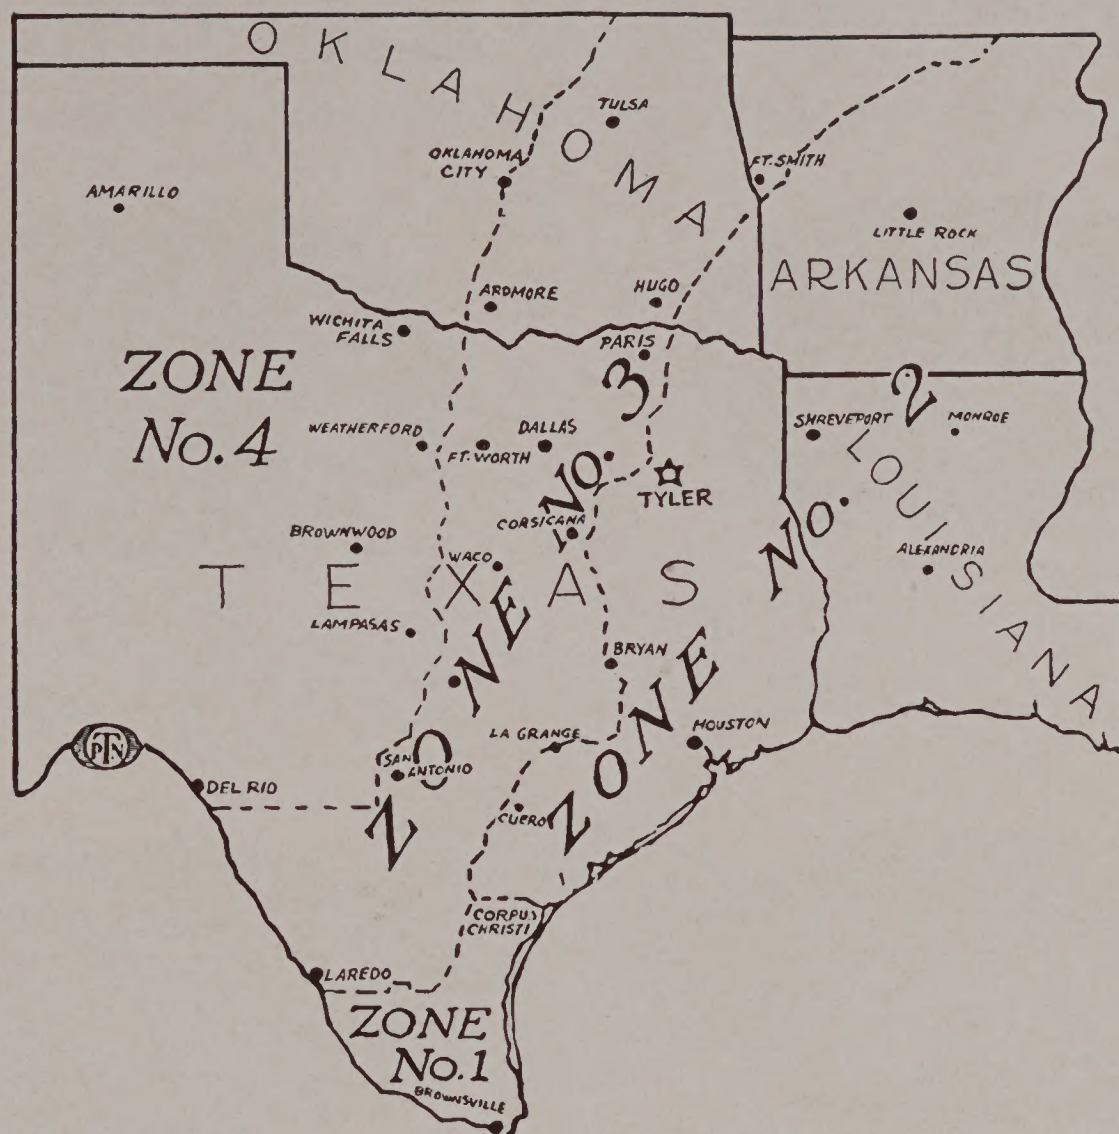 OKLAHOMA
TULSA
OKLAHOMA
CITY
FT. SMITH
AMARILLO
LITTLE ROCK
ARKANSAS
ARDMORE
HUGO
WICHITA
FALLS
PARIS
ZONE
No. 4
SHREVEPORT
MONROE
WEATHERFORD
FT. WORTH
DALLAS
TYLER
LOUISIANA
CORSICANA
BROWNWOOD
WACO
ALEXANDRIA
TEXAS
LAMPASAS
BRYAN
ZONE NO. 3
ZONE NO. 2
LA GRANGE
HOUSTON
PTN
SAN
ANTONIO
DEL RIO
CUERO
CORPUS
CHRISTI
LAREDO
ZONE
No. 1
BROWNSVILLE